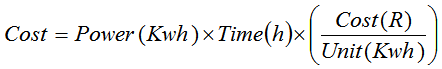 Cost = Power (Kwh) × Time(h) × (Cost(R) / Unit(Kwh))